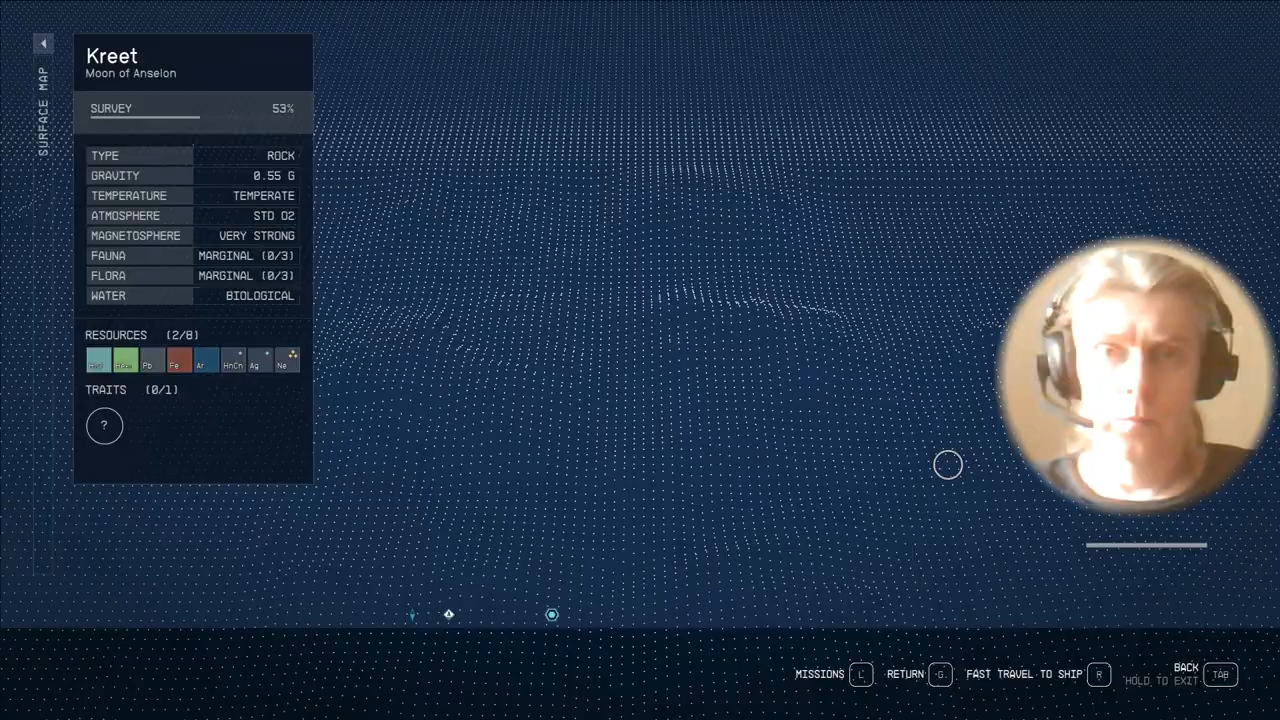 Kreet
Moon of Anselon
SURFACE MAP
SURVEY 53%
TYPE ROCK
GRAVITY 0.55 G
TEMPERATURE TEMPERATE
ATMOSPHERE STD O2
MAGNETOSPHERE VERY STRONG
FAUNA MARGINAL (0/3)
FLORA MARGINAL (0/3)
WATER BIOLOGICAL
RESOURCES (2/8)
Pb Fe Ar HnCn Ag Ne
TRAITS (0/1)
?
MISSIONS L RETURN G FAST TRAVEL TO SHIP R BACK TAB
HOLD TO EXIT